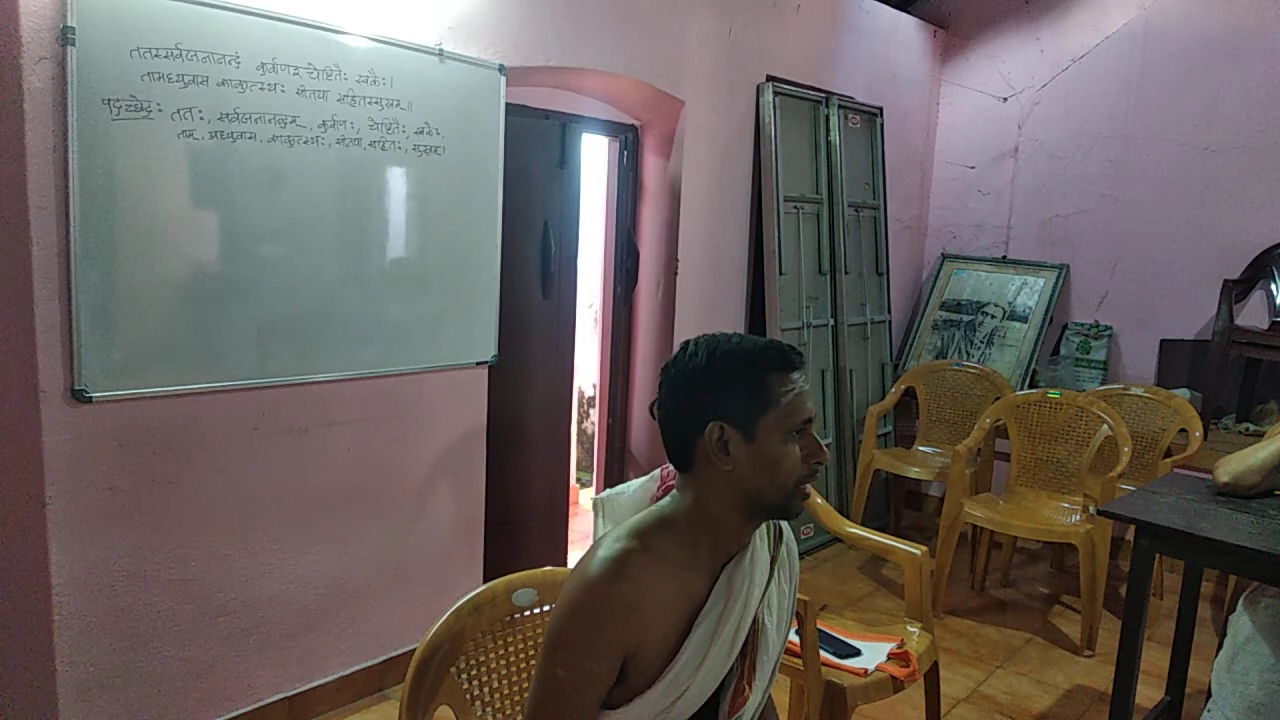 ततस्सर्वजनानन्दं कुर्वाणश्चेष्टितैः स्वकैः।
तामध्युवास काकुत्स्थः सीतया सहितस्सुखम्॥
पदच्छेदः ततः, सर्वजनानन्दम्, कुर्वाणः, चेष्टितैः, स्वकैः,
ताम्, अध्युवास, काकुत्स्थः, सीतया, सहितः, सुखम्।